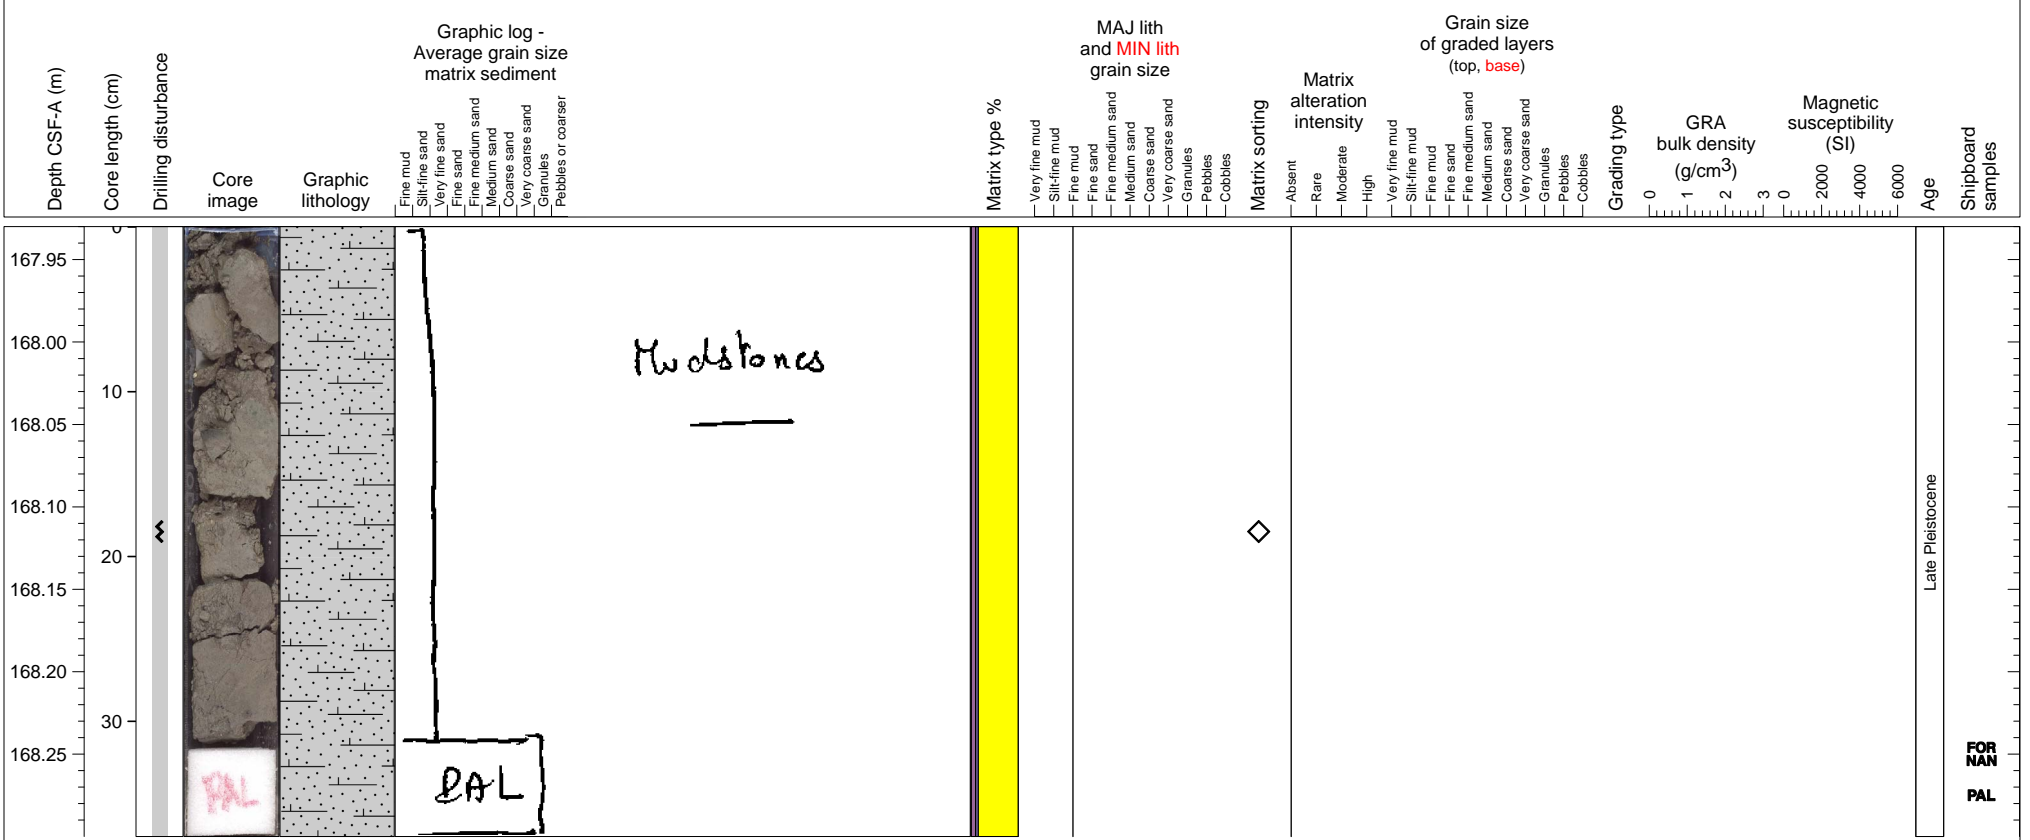 Depth CSF-A (m)
Core length (cm)
Drilling disturbance
Core
image
Graphic
lithology
Graphic log -
Average grain size
matrix sediment
Fine mud
Silt-fine sand
Very fine sand
Fine sand
Fine medium sand
Medium sand
Coarse sand
Very coarse sand
Granules
Pebbles or coarser
Matrix type %
MAJ lith
and MIN lith
grain size
Very fine mud
Silt-fine mud
Fine mud
Fine sand
Fine medium sand
Medium sand
Coarse sand
Very coarse sand
Granules
Pebbles
Cobbles
Matrix sorting
Matrix
alteration
intensity
Absent
Rare
Moderate
High
Grain size
of graded layers
(top, base)
Very fine mud
Silt-fine mud
Fine mud
Fine sand
Fine medium sand
Medium sand
Coarse sand
Very coarse sand
Granules
Pebbles
Cobbles
Grading type
GRA
bulk density
(g/cm3)
0 1 2 3
Magnetic
susceptibility
(SI)
0 2000 4000 6000
Age
Shipboard
samples
0
167.95
168.00
10
168.05
168.10
20
168.15
168.20
30
168.25
Mudstones
PAL
PAL
Late Pleistocene
FOR
NAN
PAL